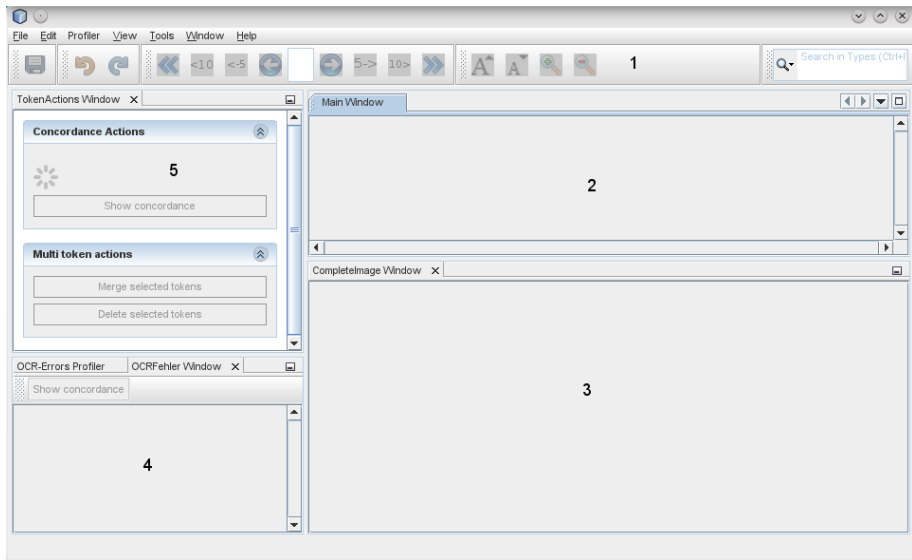 File Edit Profiler View Tools Window Help
<10 <-5 5-> 10> A A 1 Search in Types (Ctrl+I
TokenActions Window X
Main Window
Concordance Actions
5
Show concordance
2
Multi token actions
Merge selected tokens
Delete selected tokens
CompleteImage Window X
OCR-Errors Profiler OCRFehler Window X
Show concordance
3
4